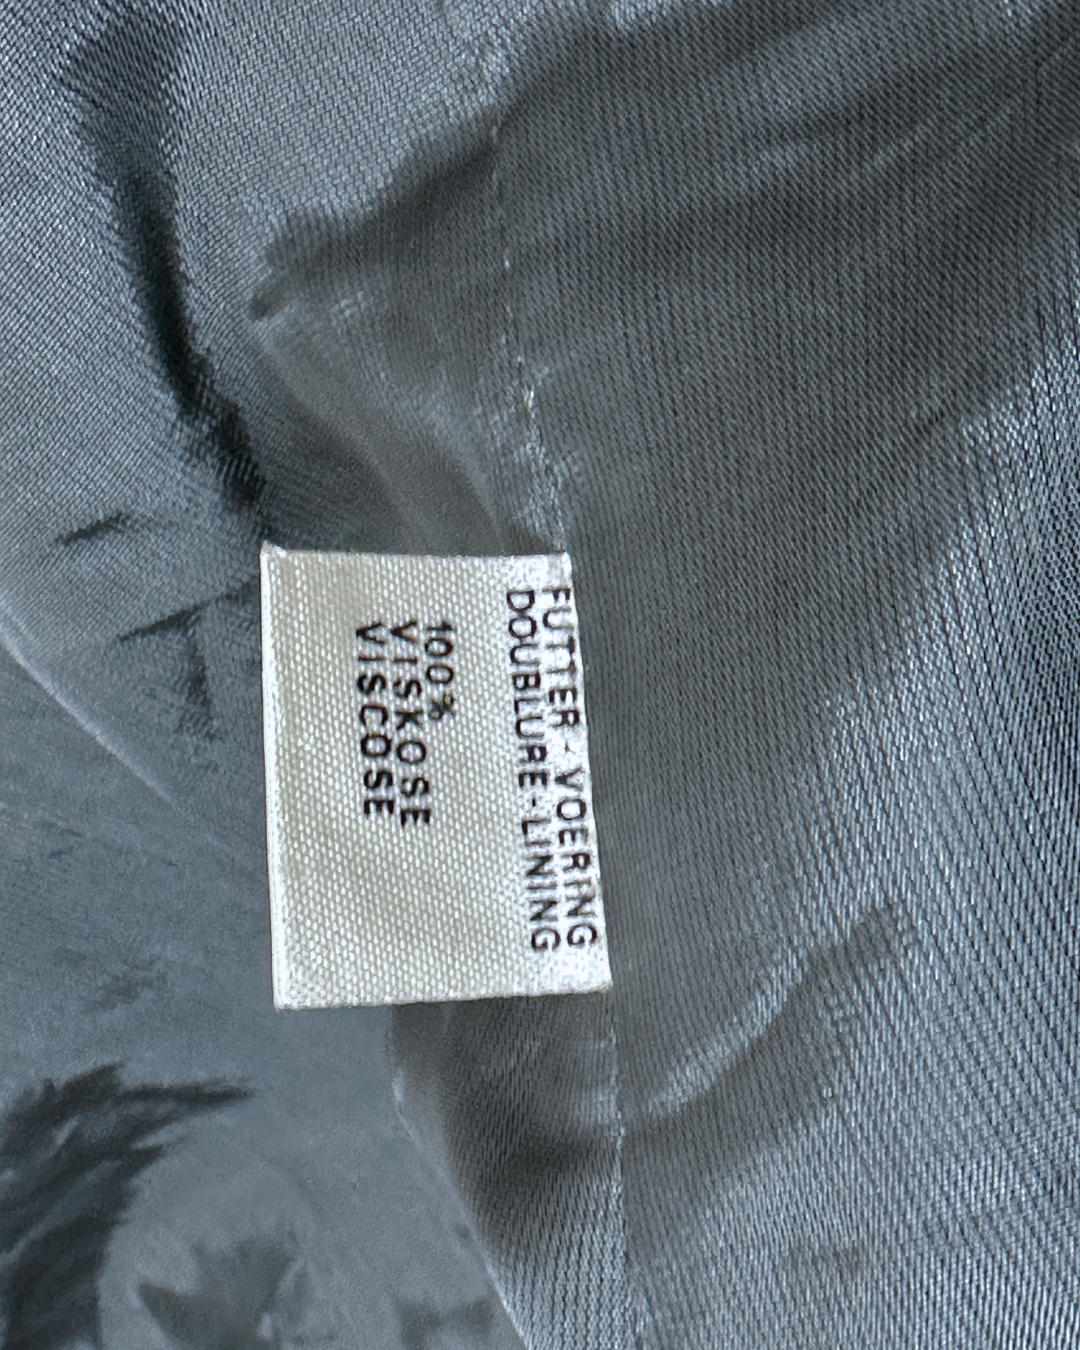 FUTTER - VOERING
DOUBLURE-LINING
100%
VISKOSE
VISCOSE